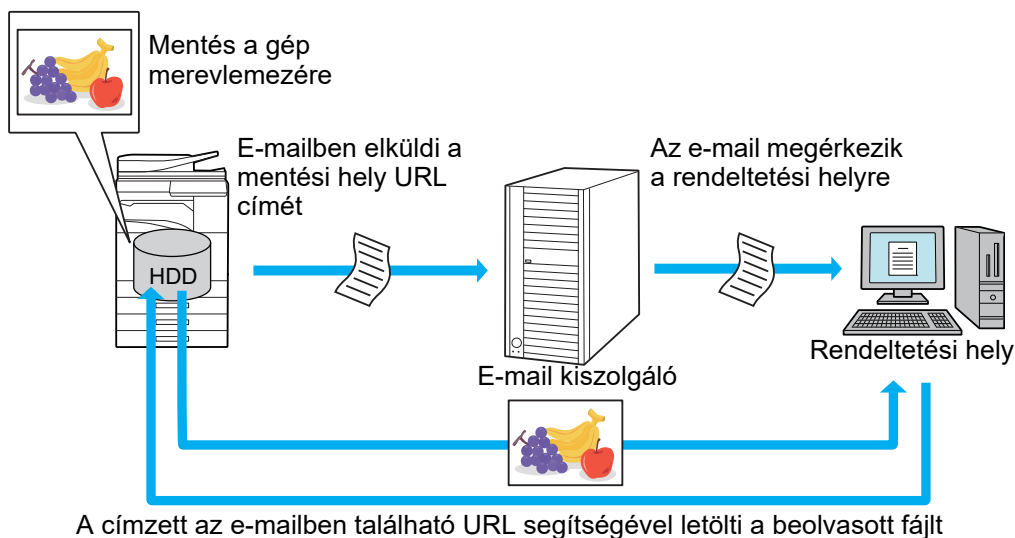 Mentés a gép
merevlemezére
E-mailben elküldi a
mentési hely URL
címét
Az e-mail megérkezik
a rendeltetési helyre
HDD
E-mail kiszolgáló
Rendeltetési hely
A címzett az e-mailben található URL segítségével letölti a beolvasott fájlt